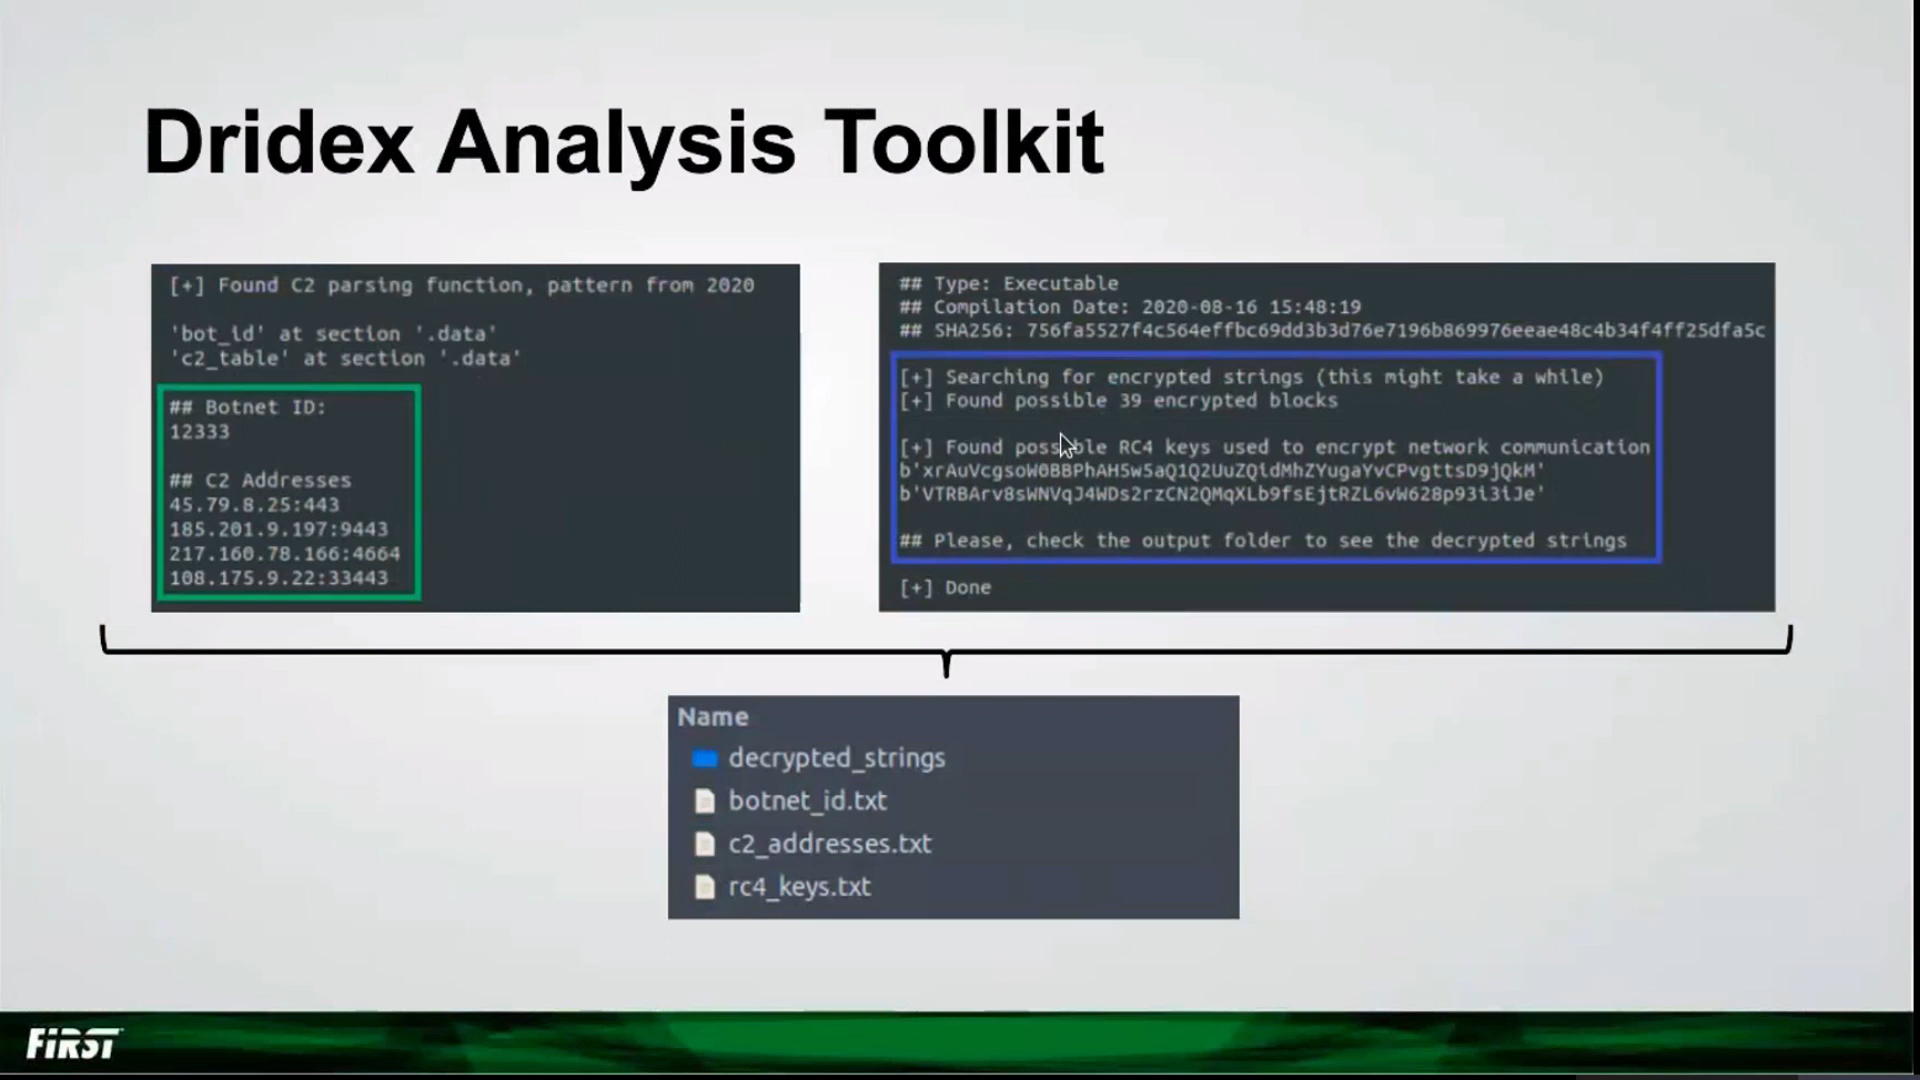 Dridex Analysis Toolkit
[+] Found C2 parsing function, pattern from 2020
'bot_id' at section '.data'
'c2_table' at section '.data'
## Botnet ID:
12333
## C2 Addresses
45.79.8.25:443
185.201.9.197:9443
217.160.78.166:4664
108.175.9.22:33443
## Type: Executable
## Compilation Date: 2020-08-16 15:48:19
## SHA256: 756fa5527f4c564effbc69dd3b3d76e7196b869976eeae48c4b34f4ff25dfa5c
[+] Searching for encrypted strings (this might take a while)
[+] Found possible 39 encrypted blocks
[+] Found possible RC4 keys used to encrypt network communication
b'xrAuVcgsoW0BBPhAH5w5aQ1Q2UuZQidMhZYugaYvCPvgttsD9jQkM'
b'VTRBArv8sWNVqJ4WDs2rzCN2QMqXLb9fsEjtRZL6vW628p93i3iJe'
## Please, check the output folder to see the decrypted strings
[+] Done
Name
decrypted_strings
botnet_id.txt
c2_addresses.txt
rc4_keys.txt
FIRST